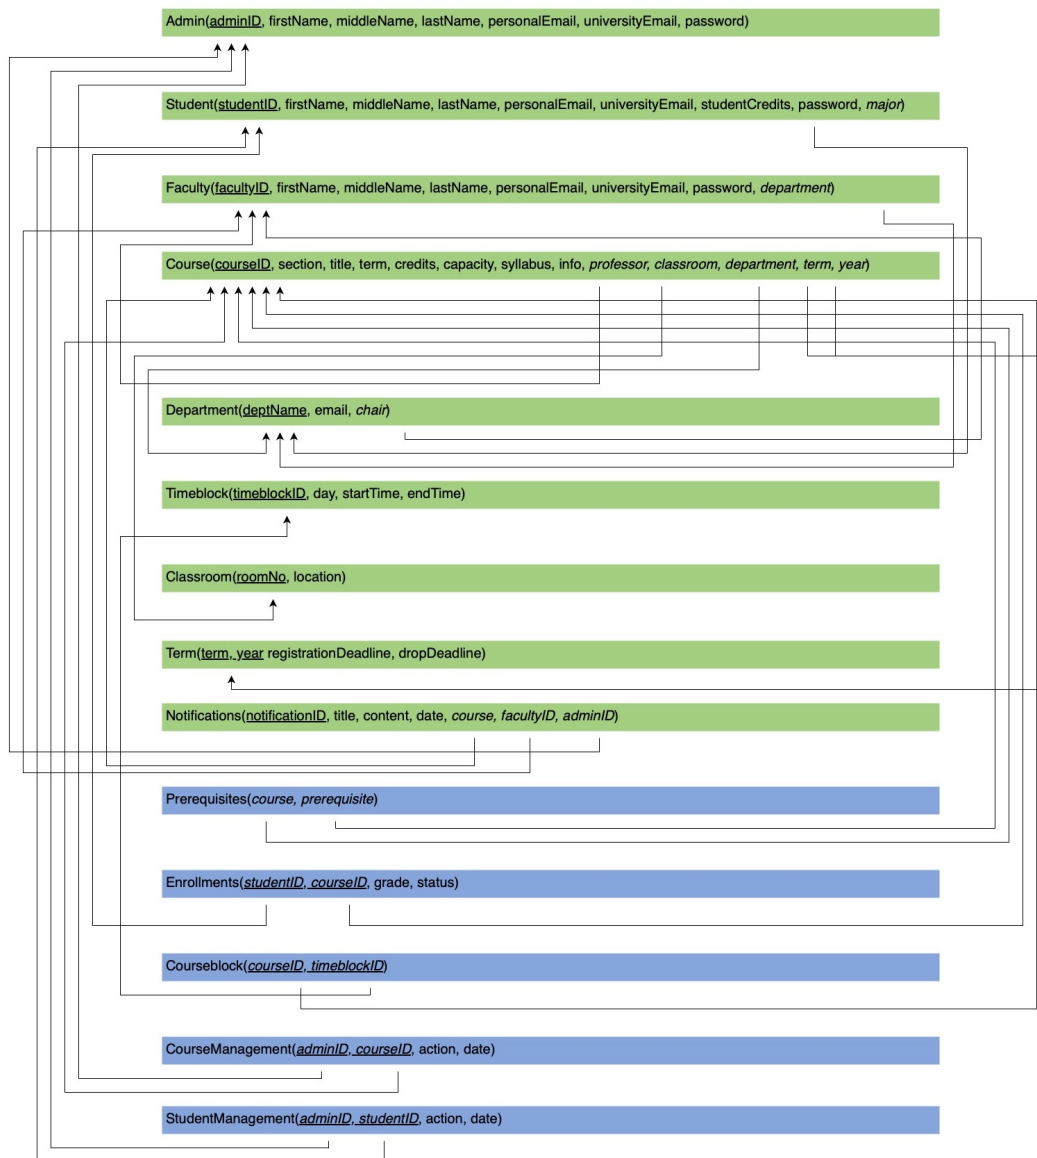 Admin(adminID, firstName, middleName, lastName, personalEmail, universityEmail, password)
Student(studentID, firstName, middleName, lastName, personalEmail, universityEmail, studentCredits, password, major)
Faculty(facultyID, firstName, middleName, lastName, personalEmail, universityEmail, password, department)
Course(courseID, section, title, term, credits, capacity, syllabus, info, professor, classroom, department, term, year)
Department(deptName, email, chair)
Timeblock(timeblockID, day, startTime, endTime)
Classroom(roomNo, location)
Term(term, year registrationDeadline, dropDeadline)
Notifications(notificationID, title, content, date, course, facultyID, adminID)
Prerequisites(course, prerequisite)
Enrollments(studentID, courseID, grade, status)
Courseblock(courseID, timeblockID)
CourseManagement(adminID, courseID, action, date)
StudentManagement(adminID, studentID, action, date)